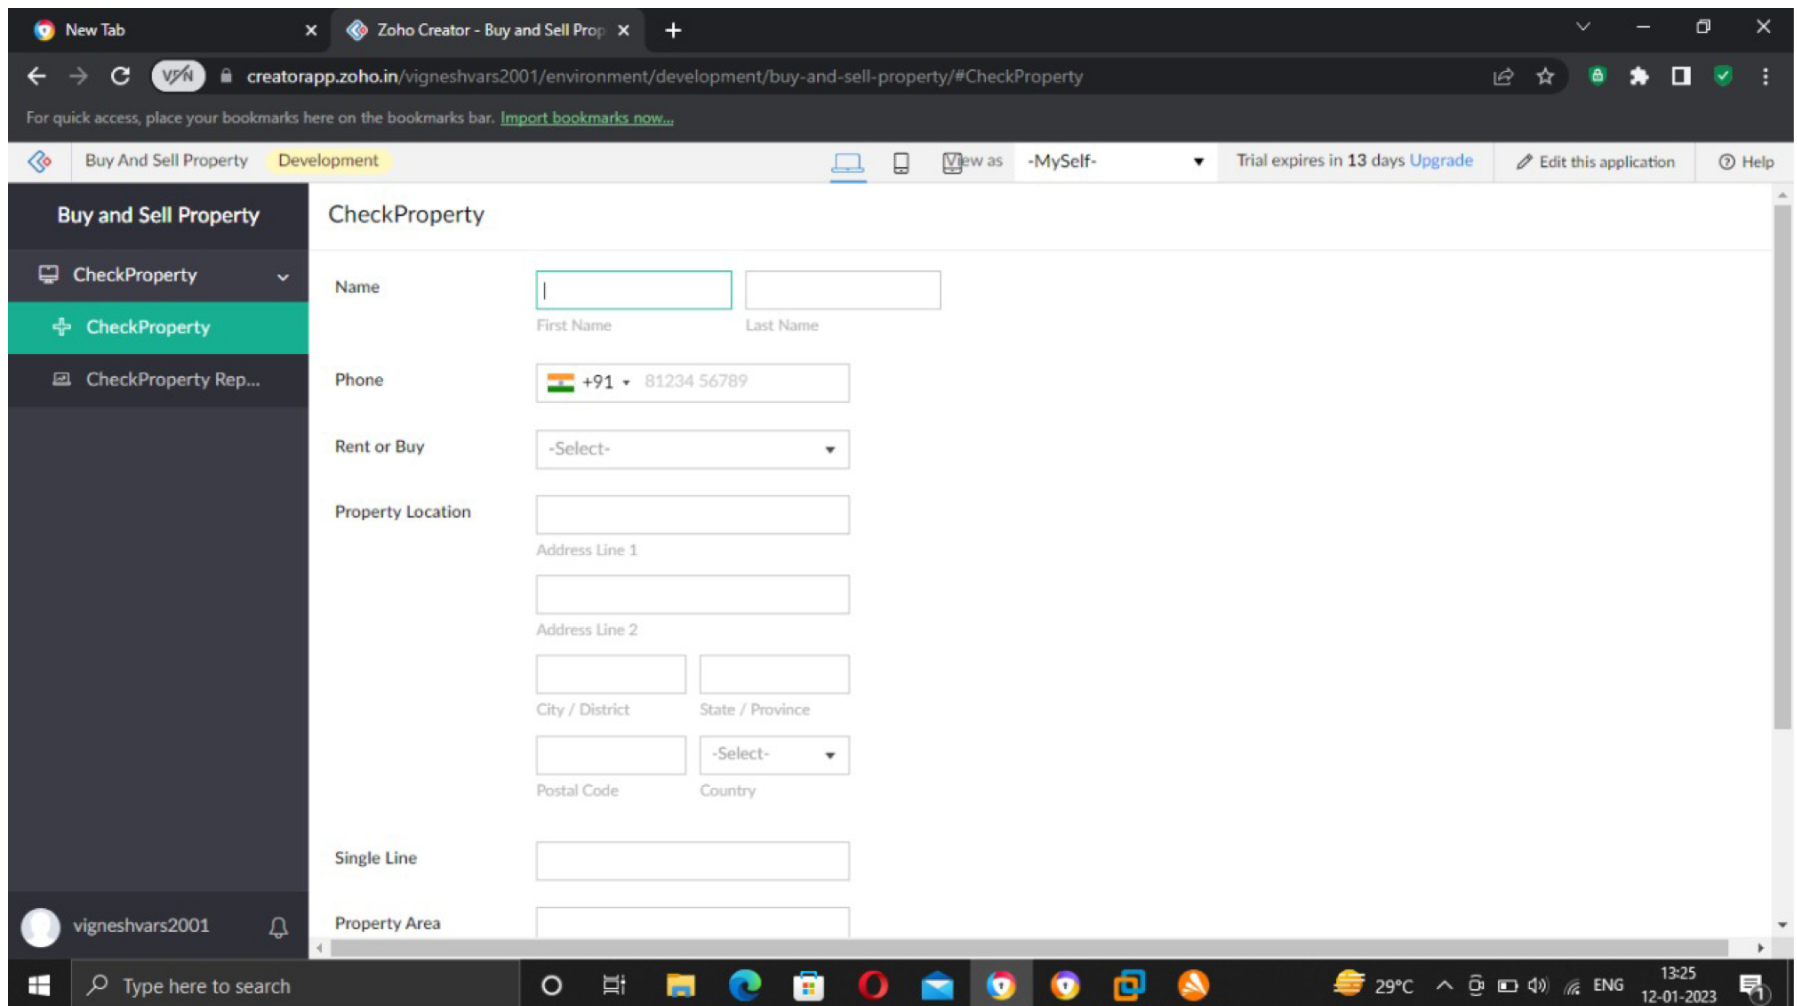 New Tab
Zoho Creator - Buy and Sell Prop
VPN
creatorapp.zoho.in/vigneshvars2001/environment/development/buy-and-sell-property/#CheckProperty
For quick access, place your bookmarks here on the bookmarks bar. Import bookmarks now...
Buy And Sell Property Development View as -MySelf- Trial expires in 13 days Upgrade Edit this application Help
Buy and Sell Property
CheckProperty
CheckProperty
CheckProperty Rep...
vigneshvars2001
CheckProperty
Name
First Name Last Name
Phone +91 81234 56789
Rent or Buy -Select-
Property Location
Address Line 1
Address Line 2
City / District State / Province
-Select-
Postal Code Country
Single Line
Property Area
Type here to search
29°C ENG 13:25
12-01-2023
1